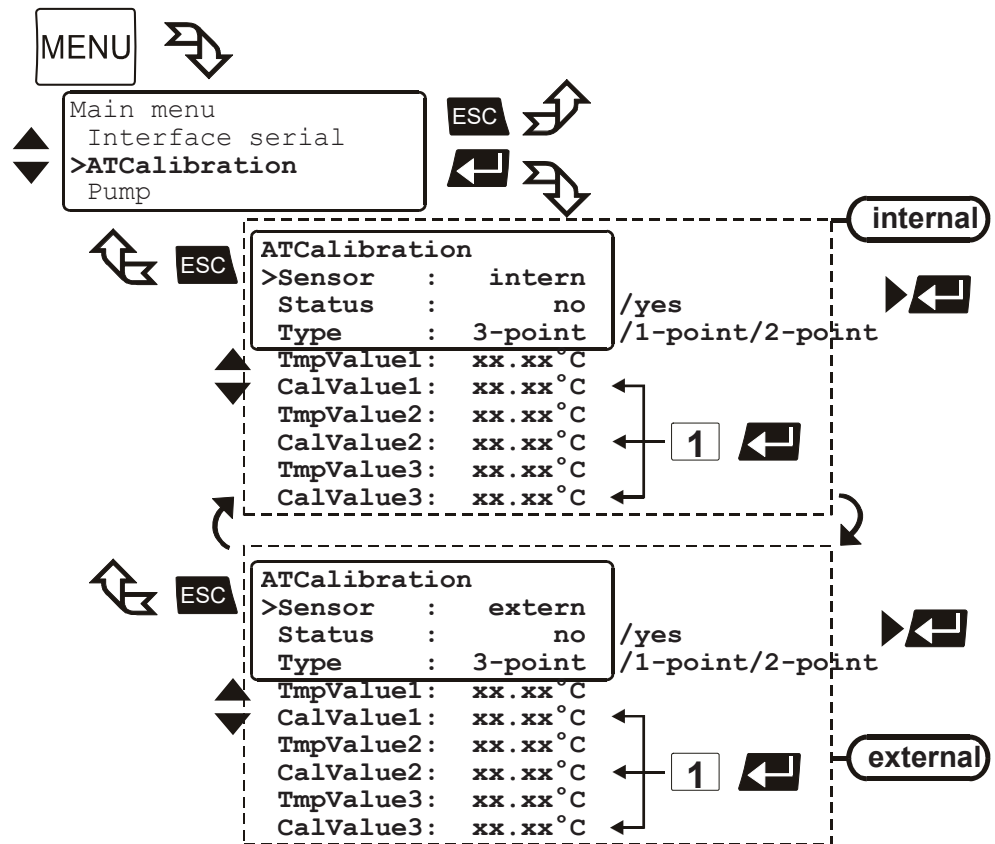 MENU
Main menu
Interface serial
>ATCalibration
Pump
ESC
internal
ESC
ATCalibration
>Sensor : intern
Status : no /yes
Type : 3-point /1-point/2-point
TmpValue1: xx.xx°C
CalValue1: xx.xx°C
TmpValue2: xx.xx°C
CalValue2: xx.xx°C
1
TmpValue3: xx.xx°C
CalValue3: xx.xx°C
ESC
ATCalibration
>Sensor : extern
Status : no /yes
Type : 3-point /1-point/2-point
TmpValue1: xx.xx°C
CalValue1: xx.xx°C
TmpValue2: xx.xx°C
CalValue2: xx.xx°C
1
external
TmpValue3: xx.xx°C
CalValue3: xx.xx°C